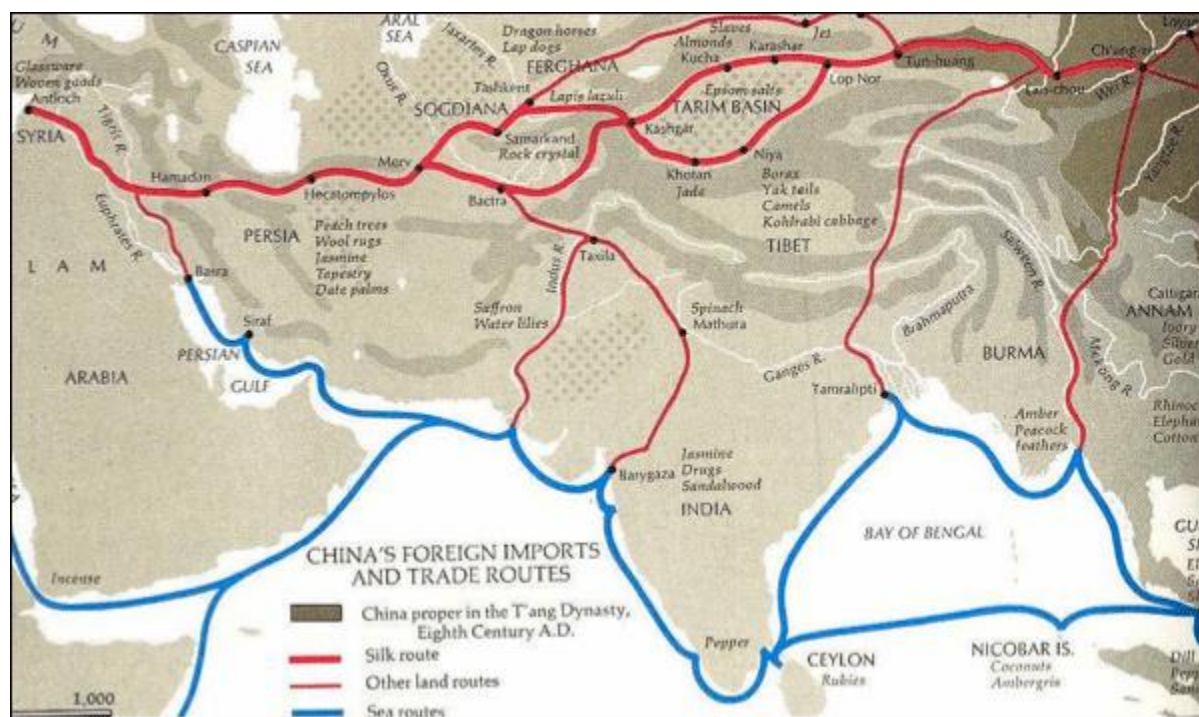 ARAL
SEA
CASPIAN
SEA
Jaxartes R.
Oxus R.
Dragon horses
Lap dogs
FERGHANA
Slaves
Jet
Almonds
Kucha
Karashar
Tun-huang
Ch'ang-an
Lan-chou
Wei R.
Yangtse R.
Glassware
Woven goods
Antioch
SYRIA
Tigris R.
Euphrates R.
Tashkent
Lapis lazuli
SOGDIANA
Samarkand
Rock crystal
Epsom salts
TARIM BASIN
Lop Nor
Kashgar
Khotan
Jade
Niya
Borax
Yak tails
Camels
Kohlrabi cabbage
TIBET
Merv
Bactra
Hamadan
Hecatompylos
PERSIA
Peach trees
Wool rugs
Jasmine
Tapestry
Date palms
L A M
Basra
Siraf
PERSIAN
GULF
ARABIA
Indus R.
Taxila
Saffron
Water lilies
Spinach
Mathura
Ganges R.
Brahmaputra
Salween R.
Mekong R.
BURMA
ANNAM
Tamralipti
Amber
Peacock
feathers
Barygaza
Jasmine
Drugs
Sandalwood
INDIA
BAY OF BENGAL
Incense
Pepper
CEYLON
Rubies
NICOBAR IS.
Coconuts
Ambergris
CHINA'S FOREIGN IMPORTS
AND TRADE ROUTES
China proper in the T'ang Dynasty,
Eighth Century A.D.
Silk route
Other land routes
Sea routes
1,000